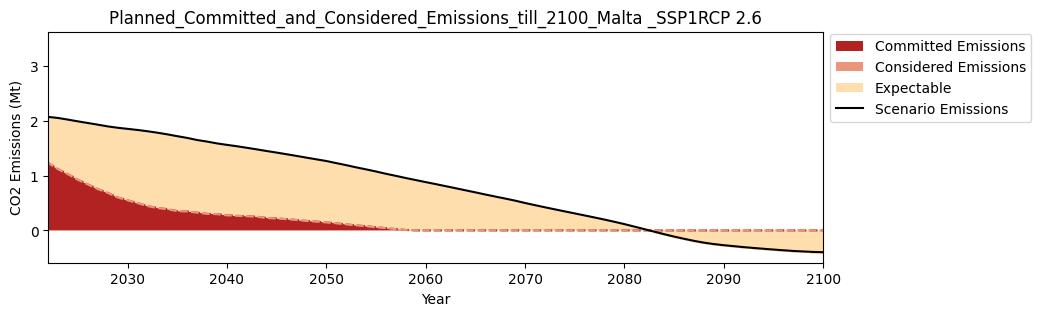 Planned_Committed_and_Considered_Emissions_till_2100_Malta _SSP1RCP 2.6
CO2 Emissions (Mt)
3
2
1
0
2030 2040 2050 2060 2070 2080 2090 2100
Year
Committed Emissions
Considered Emissions
Expectable
Scenario Emissions